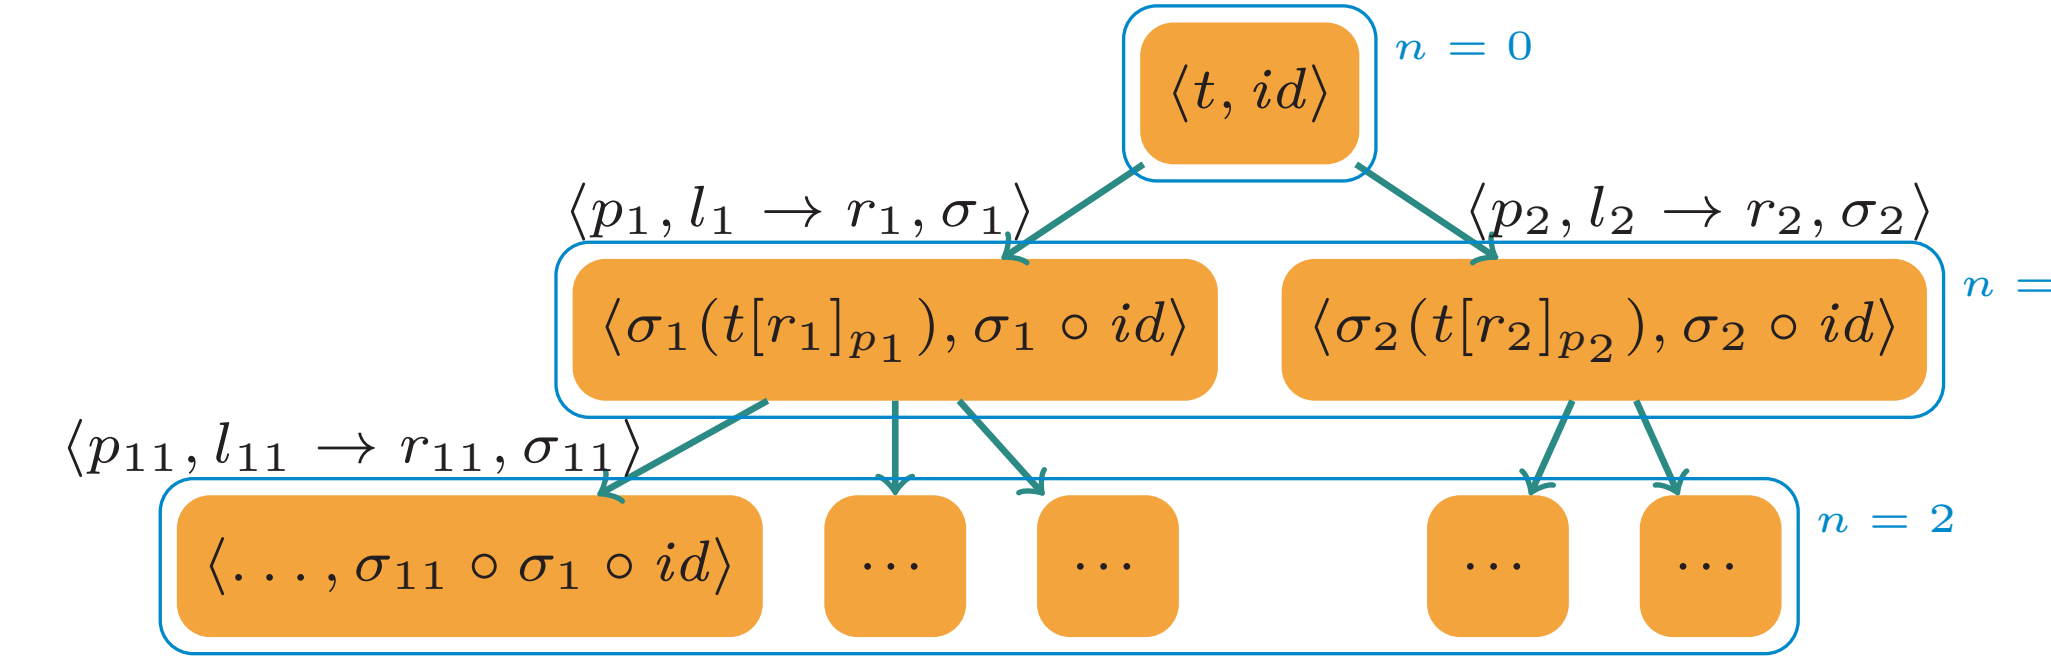 ⟨t, id⟩ n = 0
⟨p₁, l₁ → r₁, σ₁⟩ ⟨p₂, l₂ → r₂, σ₂⟩
⟨σ₁(t[r₁]ₚ₁), σ₁ ∘ id⟩ ⟨σ₂(t[r₂]ₚ₂), σ₂ ∘ id⟩ n =
⟨p₁₁, l₁₁ → r₁₁, σ₁₁⟩
⟨..., σ₁₁ ∘ σ₁ ∘ id⟩ ... ... ... ... n = 2